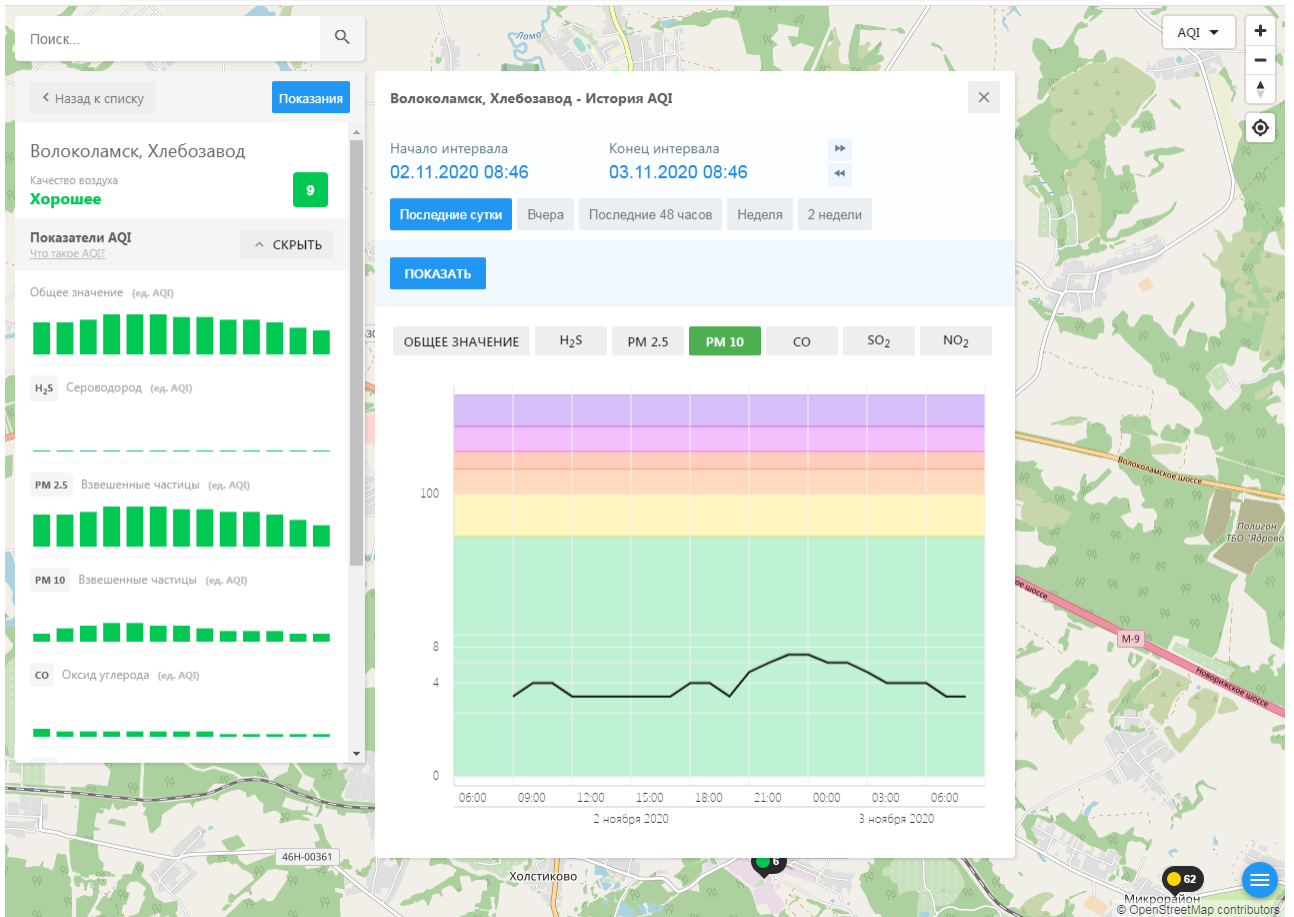 Поиск...
AQI
Назад к списку
Показания
Волоколамск, Хлебозавод
Качество воздуха
Хорошее
9
Показатели AQI
Что такое AQI?
СКРЫТЬ
Общее значение (ед. AQI)
H2S Сероводород (ед. AQI)
PM 2.5 Взвешенные частицы (ед. AQI)
PM 10 Взвешенные частицы (ед. AQI)
CO Оксид углерода (ед. AQI)
Волоколамск, Хлебозавод - История AQI
Начало интервала
Конец интервала
02.11.2020 08:46
03.11.2020 08:46
Последние сутки
Вчера
Последние 48 часов
Неделя
2 недели
ПОКАЗАТЬ
ОБЩЕЕ ЗНАЧЕНИЕ
H2S
PM 2.5
PM 10
CO
SO2
NO2
100
8
4
0
06:00 09:00 12:00 15:00 18:00 21:00 00:00 03:00 06:00
2 ноября 2020
3 ноября 2020
Волоколамское шоссе
Полигон
ТБО "Ядрово
М-9
Новорижское шоссе
46Н-00361
Холстиково
6
62
Микрорайон
© OpenStreetMap contributors